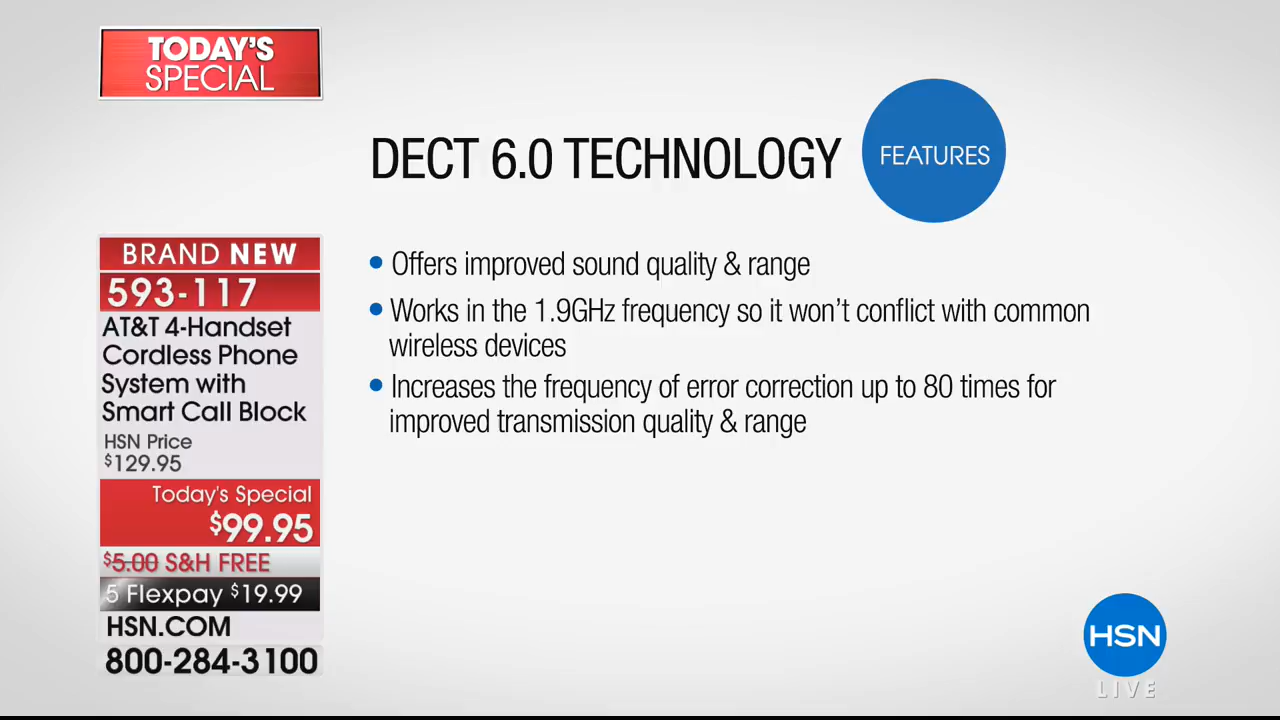 TODAY'S
SPECIAL
DECT 6.0 TECHNOLOGY
FEATURES
• Offers improved sound quality & range
• Works in the 1.9GHz frequency so it won't conflict with common
wireless devices
• Increases the frequency of error correction up to 80 times for
improved transmission quality & range
BRAND NEW
593-117
AT&T 4-Handset
Cordless Phone
System with
Smart Call Block
HSN Price
$129.95
Today's Special
$99.95
$5.00 S&H FREE
5 Flexpay $19.99
HSN.COM
800-284-3100
HSN
LIVE